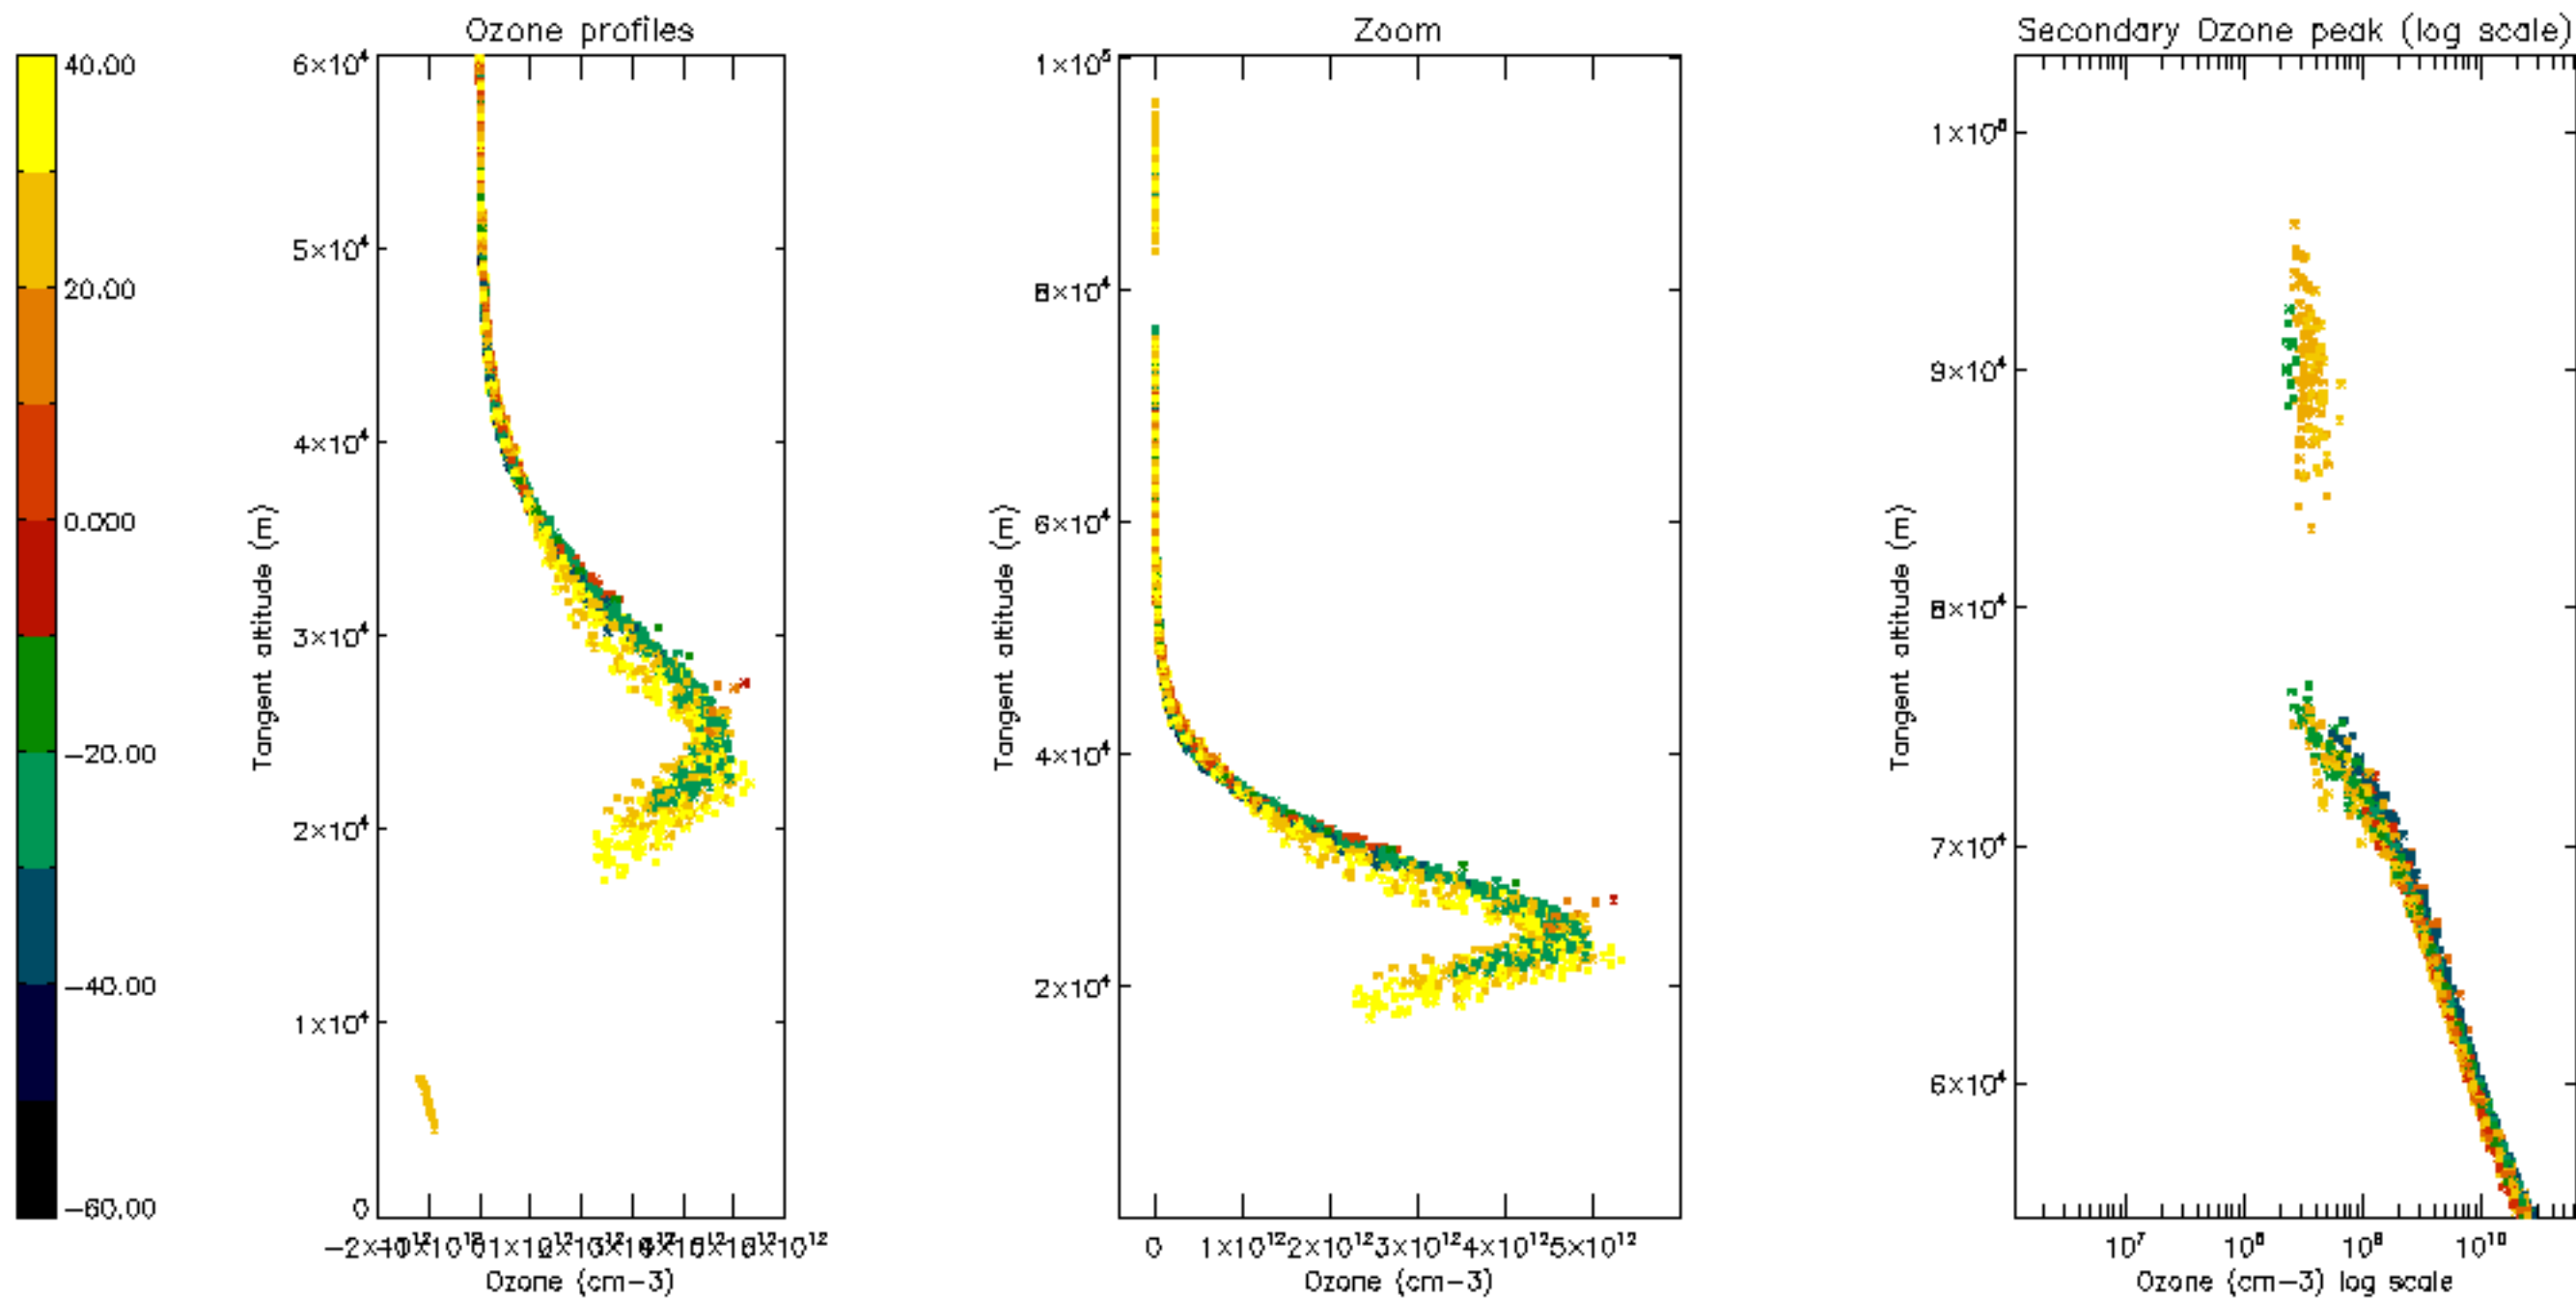 Ozone profiles
Zoom
Secondary Ozone peak (log scale)
40.00
20.00
0.000
−20.00
−40.00
−60.00
6×10⁴
5×10⁴
4×10⁴
3×10⁴
2×10⁴
1×10⁴
0
Tangent altitude (m)
Ozone (cm−3)
1×10⁵
8×10⁴
6×10⁴
4×10⁴
2×10⁴
Tangent altitude (m)
0 1×10¹² 2×10¹² 3×10¹² 4×10¹² 5×10¹²
Ozone (cm−3)
9×10⁴
8×10⁴
7×10⁴
6×10⁴
Tangent altitude (m)
10⁷ 10⁸ 10⁹ 10¹⁰
Ozone (cm−3) log scale